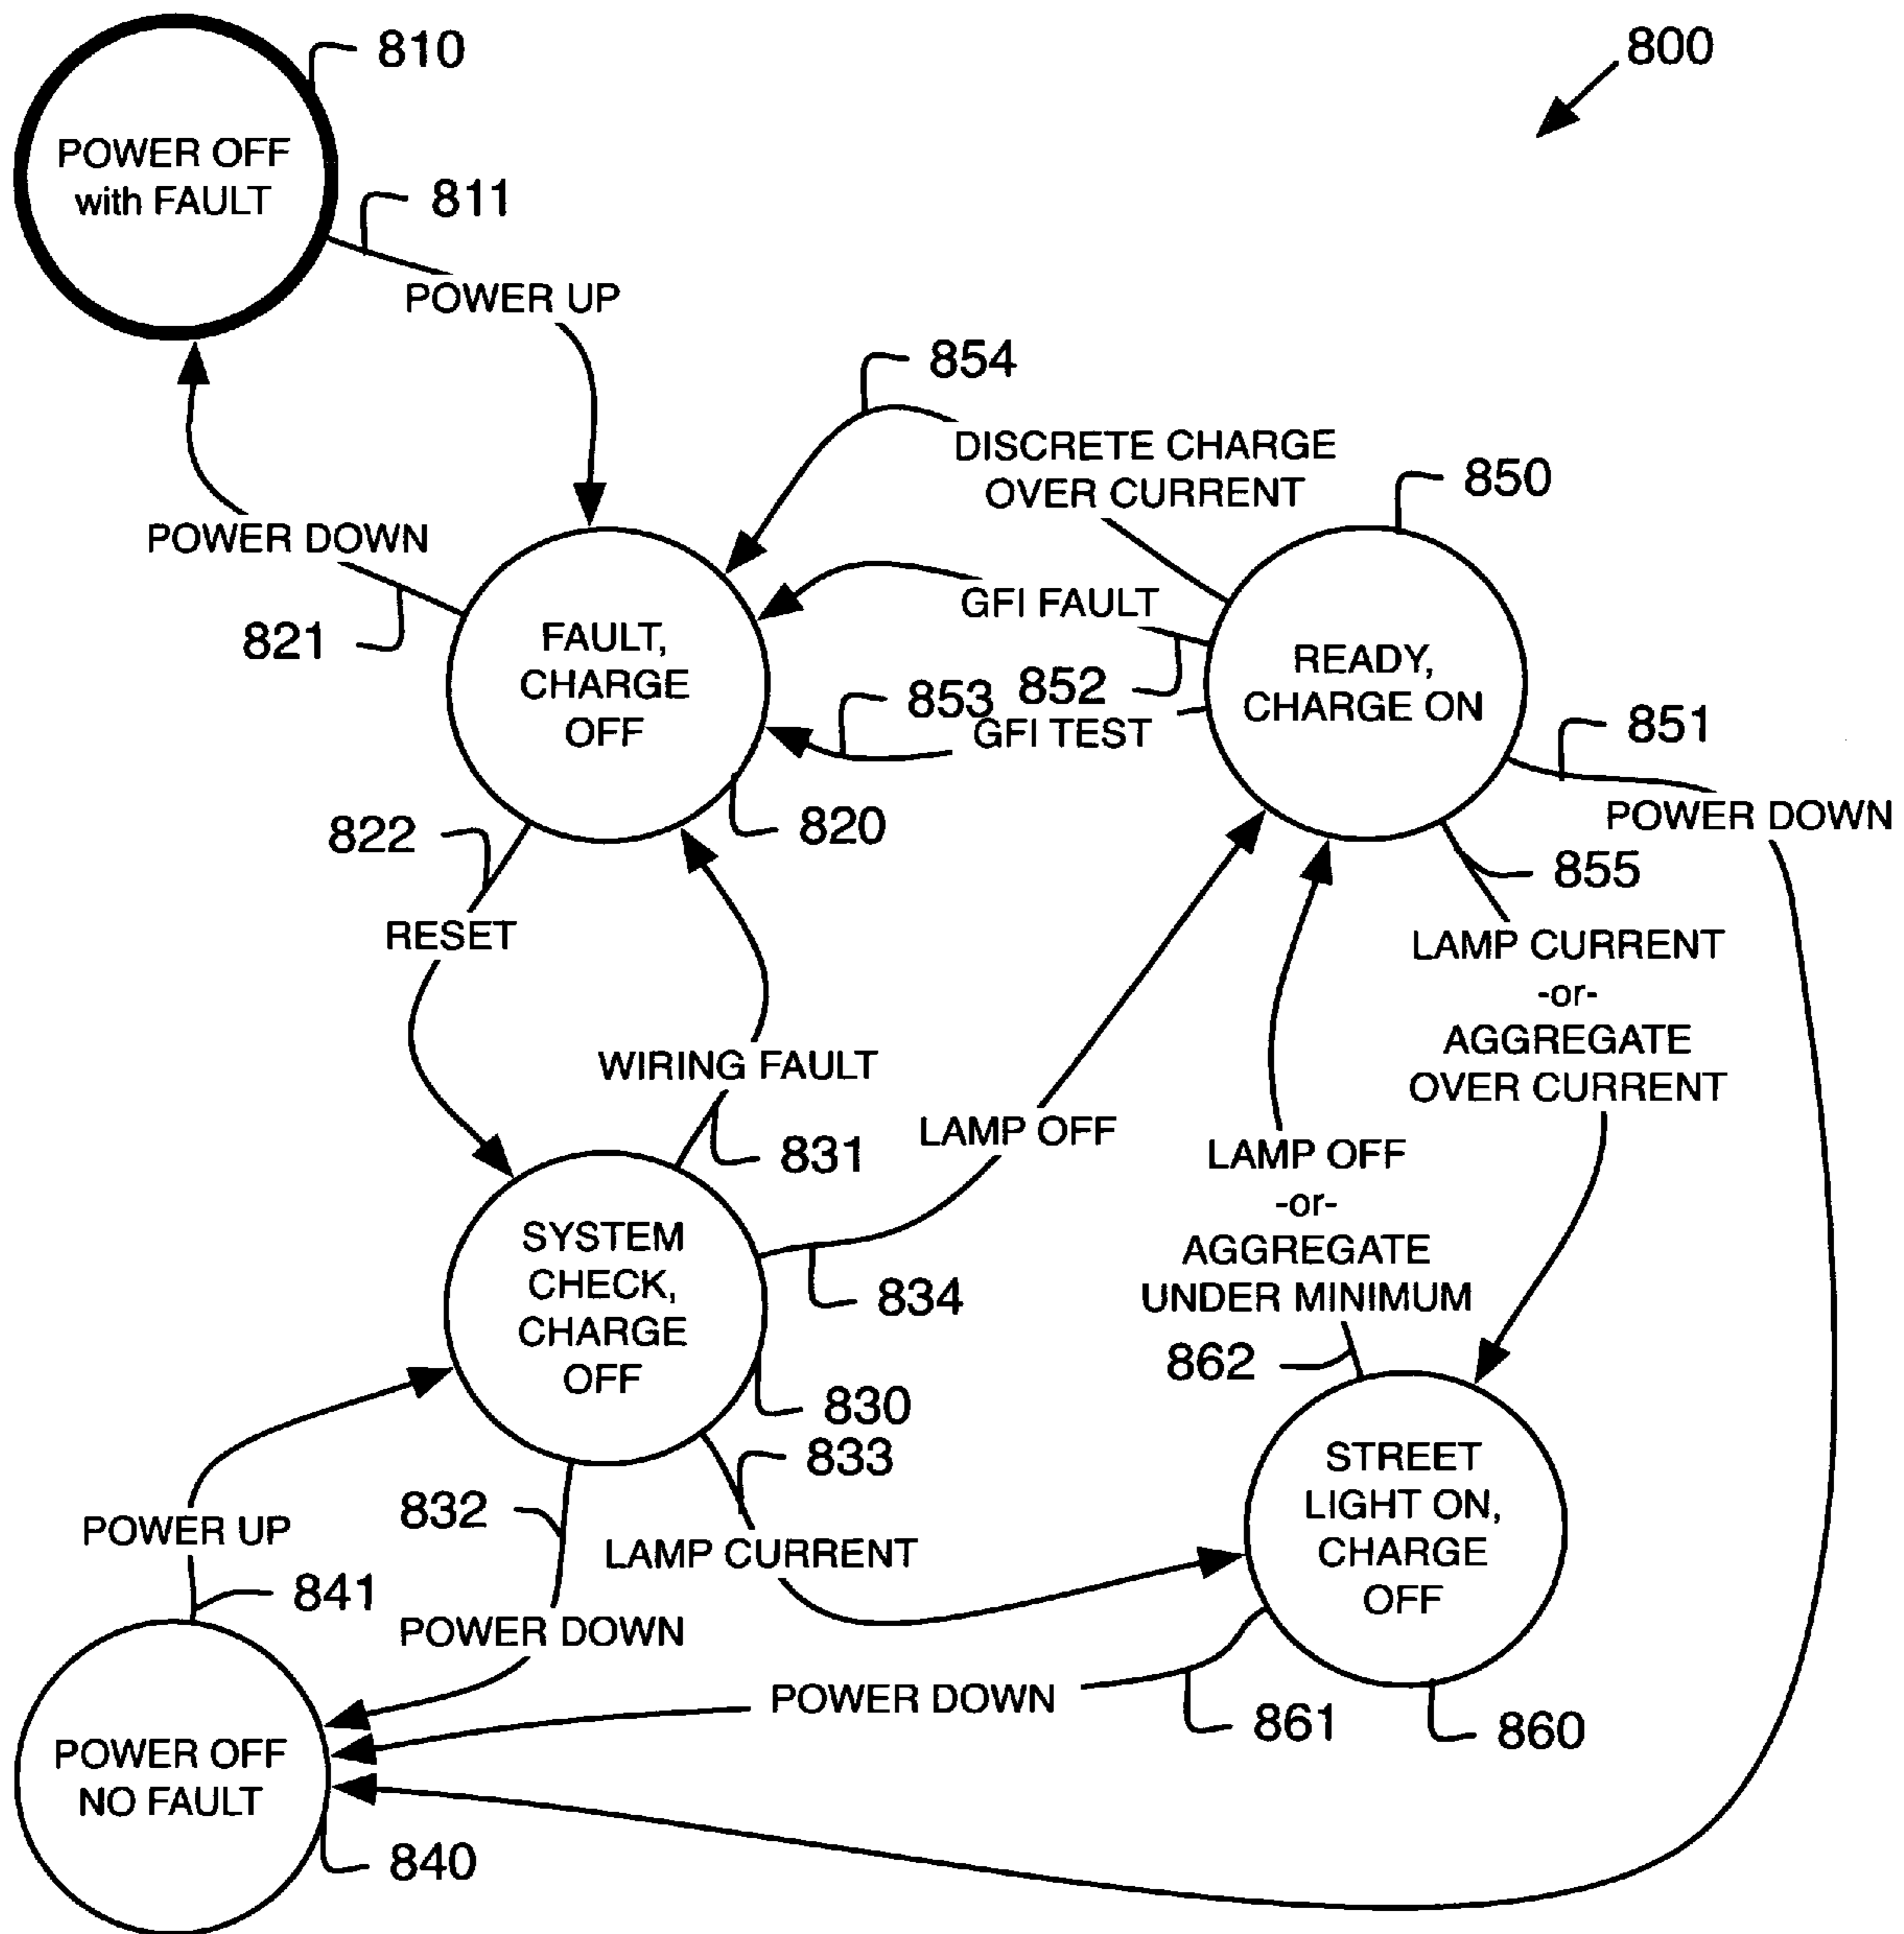 800
810
POWER OFF
with FAULT
811
POWER UP
854
DISCRETE CHARGE
OVER CURRENT
850
POWER DOWN
821
GFI FAULT
852
853
GFI TEST
FAULT,
CHARGE
OFF
READY,
CHARGE ON
851
POWER DOWN
820
822
855
RESET
LAMP CURRENT
-or-
AGGREGATE
OVER CURRENT
WIRING FAULT
831
LAMP OFF
LAMP OFF
-or-
AGGREGATE
UNDER MINIMUM
SYSTEM
CHECK,
CHARGE
OFF
834
862
830
833
832
STREET
LIGHT ON,
CHARGE
OFF
POWER UP
LAMP CURRENT
841
POWER DOWN
POWER DOWN
861
860
POWER OFF
NO FAULT
840